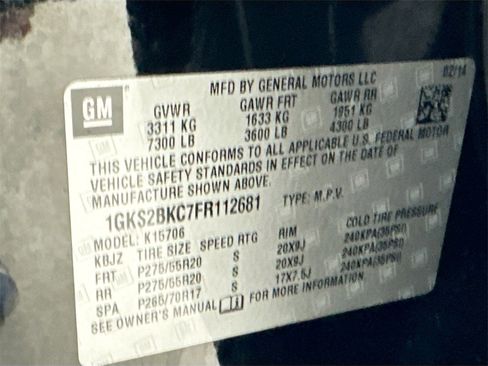 MFD BY GENERAL MOTORS LLC 02/14
GM
GVWR GAWR FRT GAWR RR
3311 KG 1633 KG 1951 KG
7300 LB 3600 LB 4300 LB
THIS VEHICLE CONFORMS TO ALL APPLICABLE U.S. FEDERAL MOTOR
VEHICLE SAFETY STANDARDS IN EFFECT ON THE DATE OF
MANUFACTURE SHOWN ABOVE.
1GKS2BKC7FR112681 TYPE: M.P.V.
MODEL: K15706
KBJZ TIRE SIZE SPEED RTG RIM COLD TIRE PRESSURE
FRT P275/55R20 S 20X9J 240KPA(35PSI)
RR P275/55R20 S 20X9J 240KPA(35PSI)
SPA P265/70R17 S 17X7.5J 240KPA(35PSI)
SEE OWNER'S MANUAL FOR MORE INFORMATION